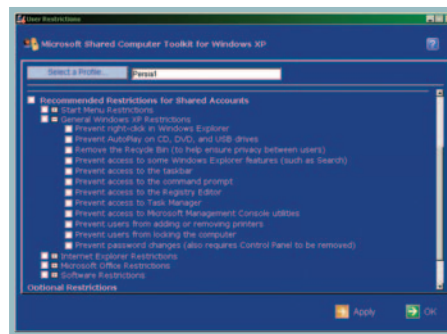 User Restrictions
Microsoft Shared Computer Toolkit for Windows XP
?
Select a Profile...
Recommended Restrictions for Shared Accounts
Start Menu Restrictions
General Windows XP Restrictions
Prevent right-click in Windows Explorer
Prevent AutoPlay on CD, DVD, and USB drives
Remove the Recycle Bin (to help ensure privacy between users)
Prevent access to some Windows Explorer features (such as Search)
Prevent access to the taskbar
Prevent access to the command prompt
Prevent access to the Registry Editor
Prevent access to Task Manager
Prevent access to Microsoft Management Console utilities
Prevent users from adding or removing printers
Prevent users from locking the computer
Prevent password changes (also requires Control Panel to be removed)
Internet Explorer Restrictions
Microsoft Office Restrictions
Software Restrictions
Optional Restrictions
Apply
OK